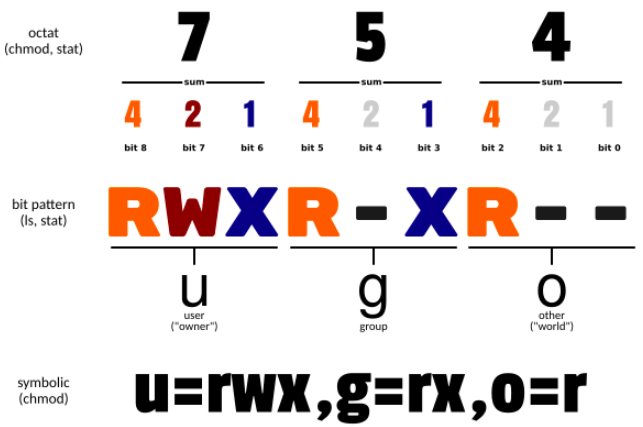 octat
(chmod, stat)
7 5 4
sum sum sum
4 2 1 4 2 1 4 2 1
bit 8 bit 7 bit 6 bit 5 bit 4 bit 3 bit 2 bit 1 bit 0
bit pattern
(ls, stat)
RWX R-X R--
u g o
user group other
("owner") ("world")
symbolic
(chmod)
u=rwx,g=rx,o=r